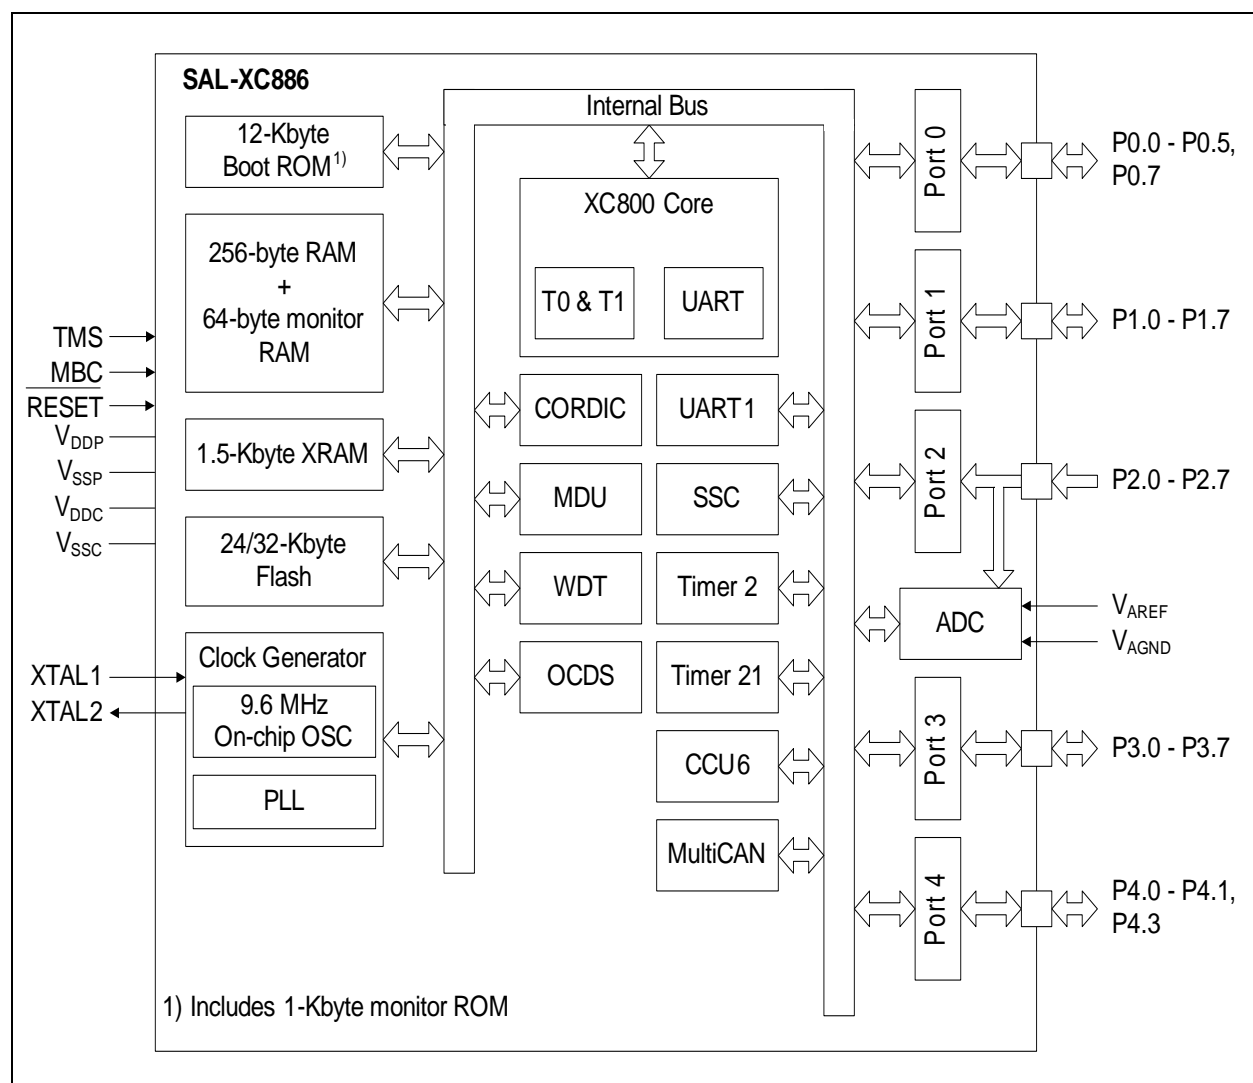 SAL-XC886
Internal Bus
12-Kbyte
Boot ROM1)
256-byte RAM
+
64-byte monitor
RAM
1.5-Kbyte XRAM
24/32-Kbyte
Flash
Clock Generator
9.6 MHz
On-chip OSC
PLL
TMS
MBC
RESET
VDDP
VSSP
VDDC
VSSC
XTAL1
XTAL2
XC800 Core
T0 & T1
UART
CORDIC
UART1
MDU
SSC
WDT
Timer 2
OCDS
Timer 21
CCU6
MultiCAN
Port 0
P0.0 - P0.5,
P0.7
Port 1
P1.0 - P1.7
Port 2
P2.0 - P2.7
ADC
VAREF
VAGND
Port 3
P3.0 - P3.7
Port 4
P4.0 - P4.1,
P4.3
1) Includes 1-Kbyte monitor ROM